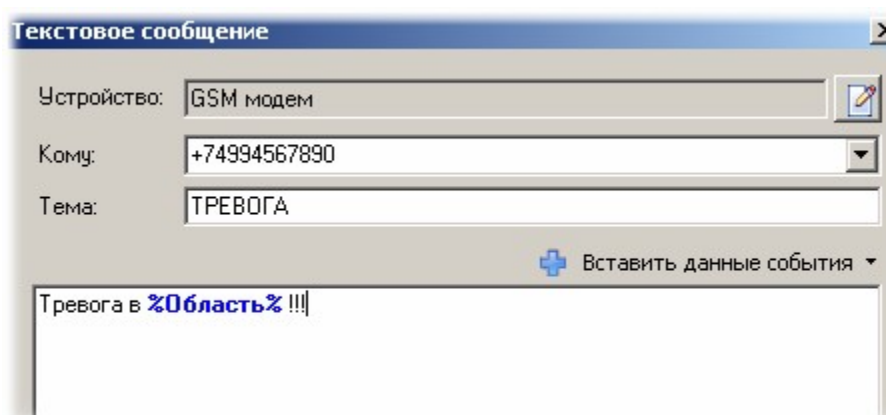 Текстовое сообщение
Устройство: GSM модем
Кому: +74994567890
Тема: ТРЕВОГА
Вставить данные события
Тревога в %Область% !!!